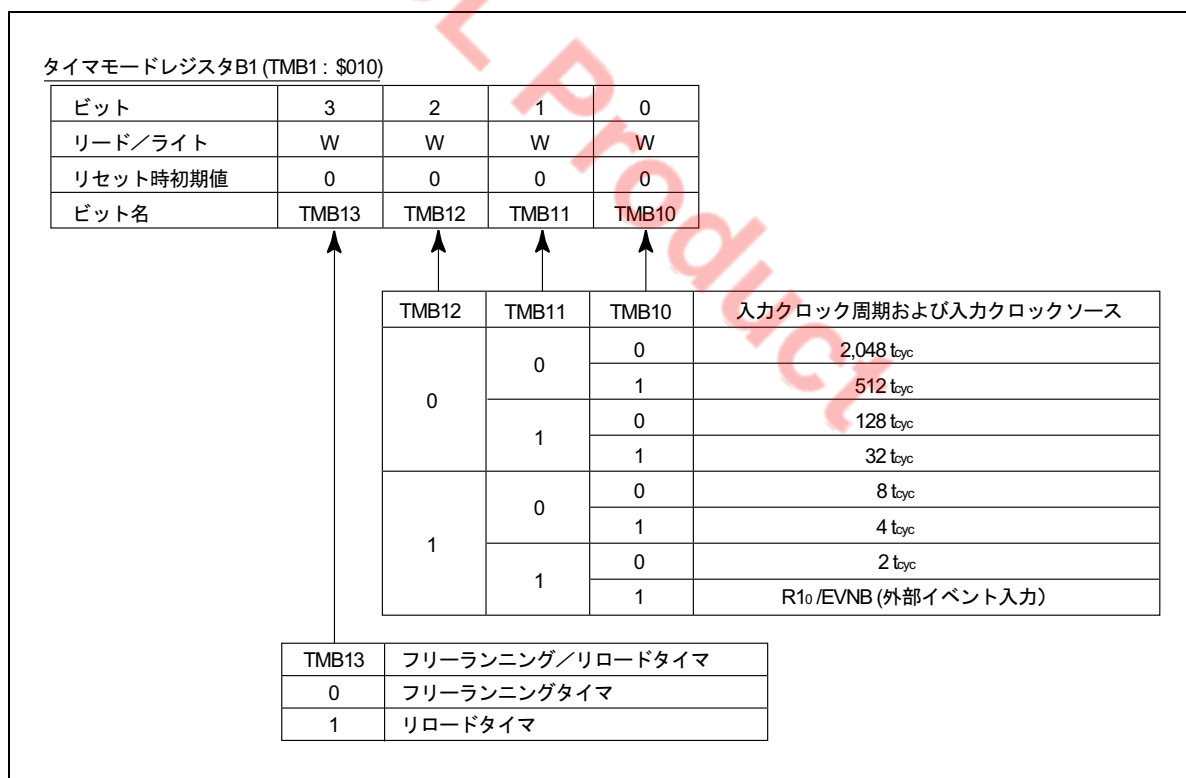 タイマモードレジスタB1 (TMB1 : $010)
ビット 3 2 1 0
リード／ライト W W W W
リセット時初期値 0 0 0 0
ビット名 TMB13 TMB12 TMB11 TMB10
TMB12 TMB11 TMB10 入力クロック周期および入力クロックソース
0 0 0 2,048 tcyc
1 512 tcyc
1 0 128 tcyc
1 32 tcyc
1 0 0 8 tcyc
1 4 tcyc
1 0 2 tcyc
1 R10 /EVNB (外部イベント入力）
TMB13 フリーランニング／リロードタイマ
0 フリーランニングタイマ
1 リロードタイマ
L Product